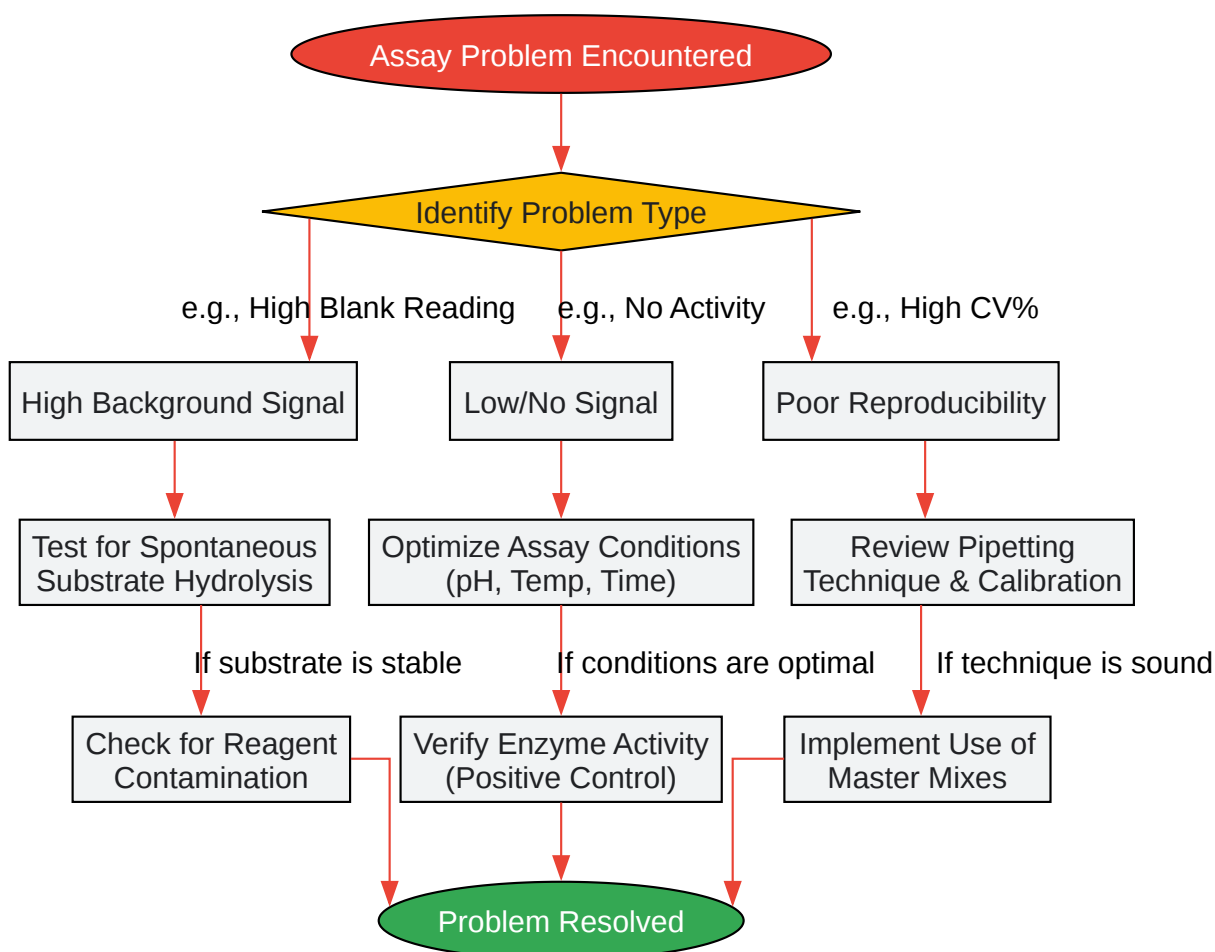 Assay Problem Encountered
Identify Problem Type
e.g., High Blank Reading
e.g., No Activity
e.g., High CV%
High Background Signal
Low/No Signal
Poor Reproducibility
Test for Spontaneous
Substrate Hydrolysis
Optimize Assay Conditions
(pH, Temp, Time)
Review Pipetting
Technique & Calibration
If substrate is stable
If conditions are optimal
If technique is sound
Check for Reagent
Contamination
Verify Enzyme Activity
(Positive Control)
Implement Use of
Master Mixes
Problem Resolved